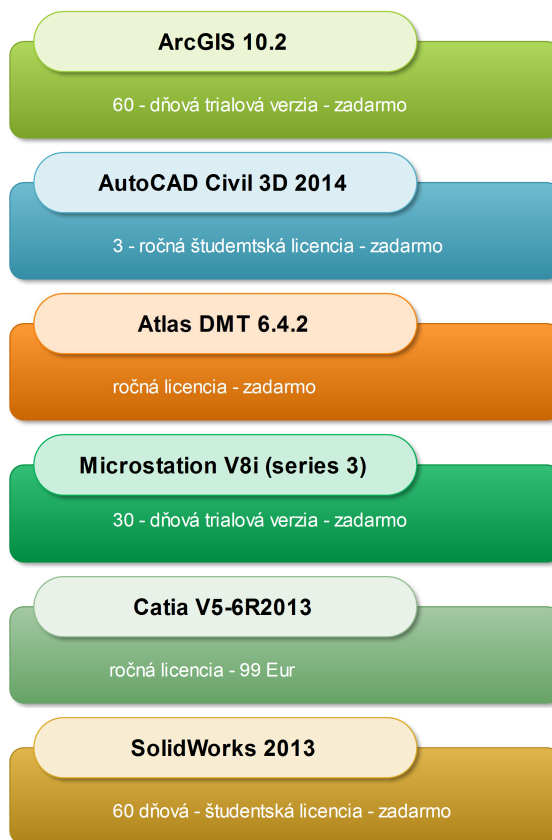 ArcGIS 10.2
60 - dňová trialová verzia - zadarmo
AutoCAD Civil 3D 2014
3 - ročná študemtská licencia - zadarmo
Atlas DMT 6.4.2
ročná licencia - zadarmo
Microstation V8i (series 3)
30 - dňová trialová verzia - zadarmo
Catia V5-6R2013
ročná licencia - 99 Eur
SolidWorks 2013
60 dňová - študentská licencia - zadarmo